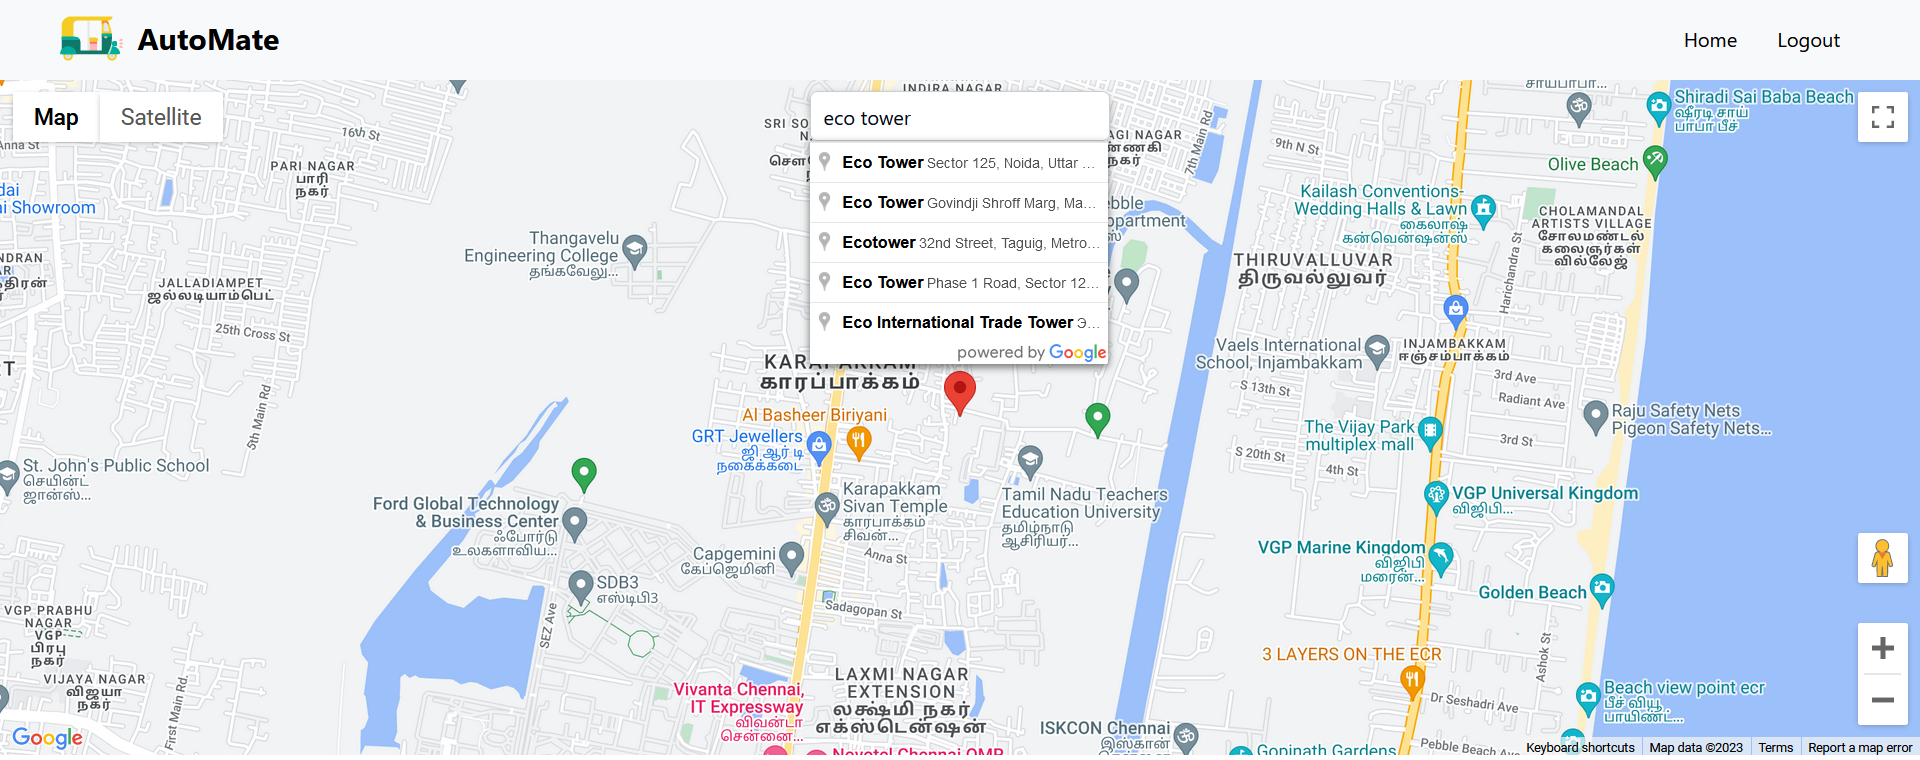 AutoMate
Home
Logout
Map
Satellite
eco tower
Eco Tower Sector 125, Noida, Uttar ...
Eco Tower Govindji Shroff Marg, Ma...
Ecotower 32nd Street, Taguig, Metro...
Eco Tower Phase 1 Road, Sector 12...
Eco International Trade Tower Э...
powered by Google
INDIRA NAGAR
16th St
PARI NAGAR
பாரி
நகர்
Anna St
Showroom
Thangavelu
Engineering College
தங்கவேலு...
JALLADIAMPET
ஜல்லடியாம்பெட்
25th Cross St
5th Main Rd
7th Main Rd
9th N St
Shiradi Sai Baba Beach
ஷீரடி சாய்
பாபா பீச்
Olive Beach
Kailash Conventions-
Wedding Halls & Lawn
கைலாஷ்
கன்வென்ஷன்ஸ்
CHOLAMANDAL
ARTISTS VILLAGE
சோலமண்டல்
கலைஞர்கள்
வில்லேஜ்
THIRUVALLUVAR
திருவல்லுவர்
Harichandra St
Vaels International
School, Injambakkam
INJAMBAKKAM
ஈஞ்சம்பாக்கம்
S 13th St
3rd Ave
Radiant Ave
காரப்பாக்கம்
Al Basheer Biriyani
GRT Jewellers
ஜி ஆர் டி
நகைக்கடை
The Vijay Park
multiplex mall
3rd St
S 20th St
4th St
Raju Safety Nets
Pigeon Safety Nets...
St. John's Public School
செயின்ட்
ஜான்ஸ்...
Ford Global Technology
& Business Center
ஃபோர்டு
உலகளாவிய...
Karapakkam
Sivan Temple
காரபாக்கம்
சிவன்...
Tamil Nadu Teachers
Education University
தமிழ்நாடு
ஆசிரியர்...
VGP Universal Kingdom
விஜிபி...
Capgemini
கேப்ஜெமினி
Anna St
VGP Marine Kingdom
விஜிபி
மரைன்...
SDB3
எஸ்டிபி3
Golden Beach
VGP PRABHU
NAGAR
VGP
பிரபு
நகர்
SEZ Ave
Sadagopan St
Ashok St
3 LAYERS ON THE ECR
VIJAYA NAGAR
விஜயா
நகர்
First Main Rd
Vivanta Chennai,
IT Expressway
விவன்டா
சென்னை...
LAXMI NAGAR
EXTENSION
லக்ஷ்மி நகர்
எக்ஸ்டென்ஷன்
Dr Seshadri Ave
Beach view point ecr
பீச் வியூ
பாயிண்ட்...
ISKCON Chennai
இஸ்கான்
Novotel Chennai OMR
Gopinath Gardens
Pebble Beach Ave
Google
Keyboard shortcuts
Map data ©2023
Terms
Report a map error